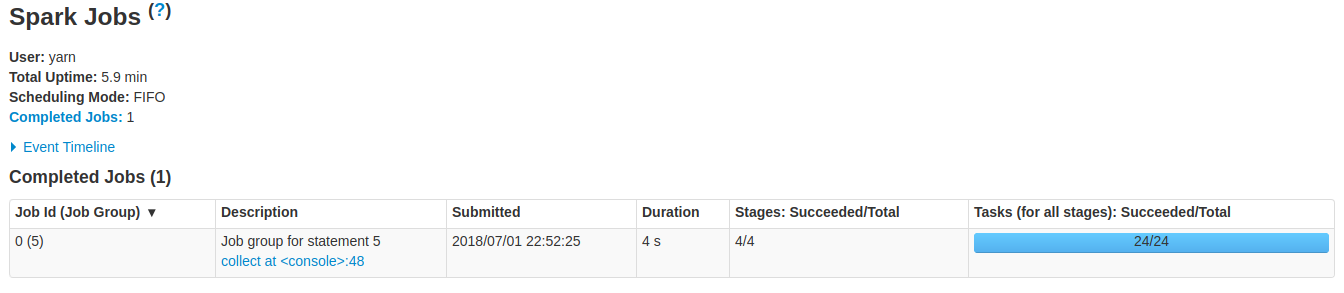 Spark Jobs (?)
User: yarn
Total Uptime: 5.9 min
Scheduling Mode: FIFO
Completed Jobs: 1
Event Timeline
Completed Jobs (1)
Job Id (Job Group) ▼ Description Submitted Duration Stages: Succeeded/Total Tasks (for all stages): Succeeded/Total
0 (5) Job group for statement 5 2018/07/01 22:52:25 4 s 4/4 24/24
collect at <console>:48